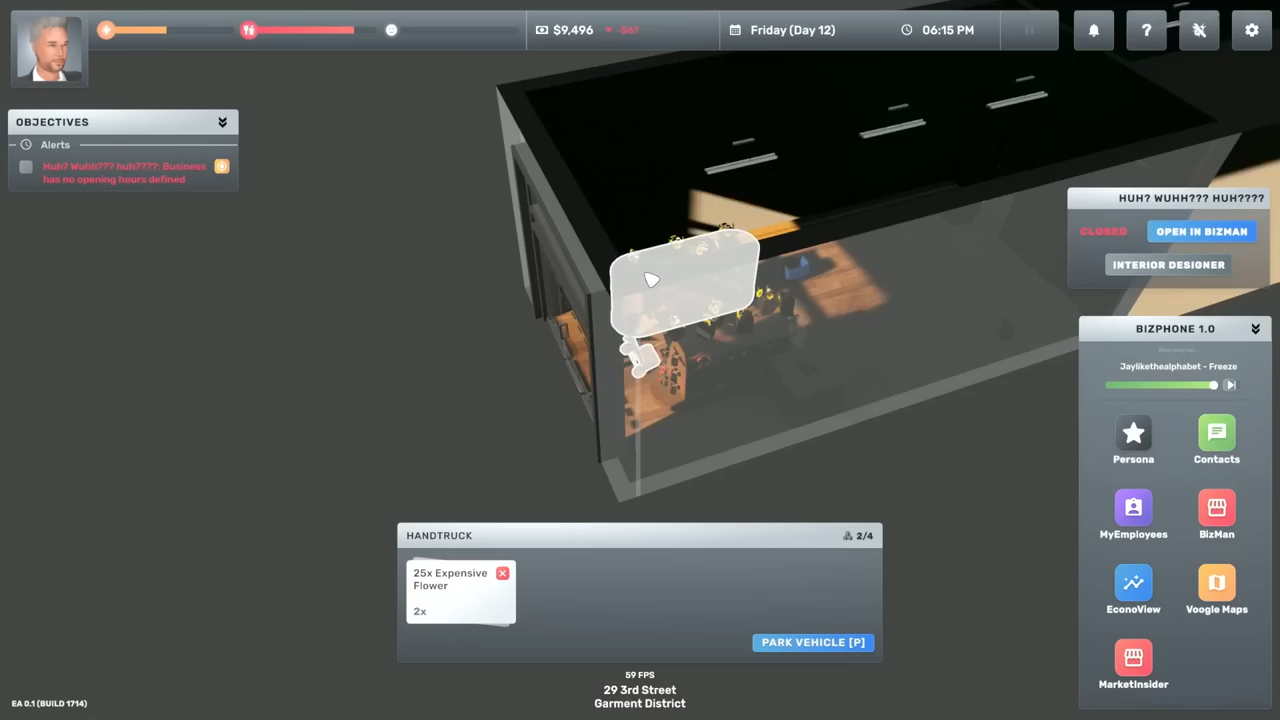 $9,496
-$67
Friday (Day 12)
06:15 PM
OBJECTIVES
Alerts
Huh? Wuhh??? huh????: Business
has no opening hours defined
HUH? WUHH??? HUH????
CLOSED
OPEN IN BIZMAN
INTERIOR DESIGNER
BIZPHONE 1.0
Now playing...
Jaylikethealphabet - Freeze
Persona
Contacts
MyEmployees
BizMan
EconoView
Voogle Maps
MarketInsider
HANDTRUCK
2/4
25x Expensive
Flower
2x
PARK VEHICLE [P]
59 FPS
29 3rd Street
Garment District
EA 0.1 (BUILD 1714)